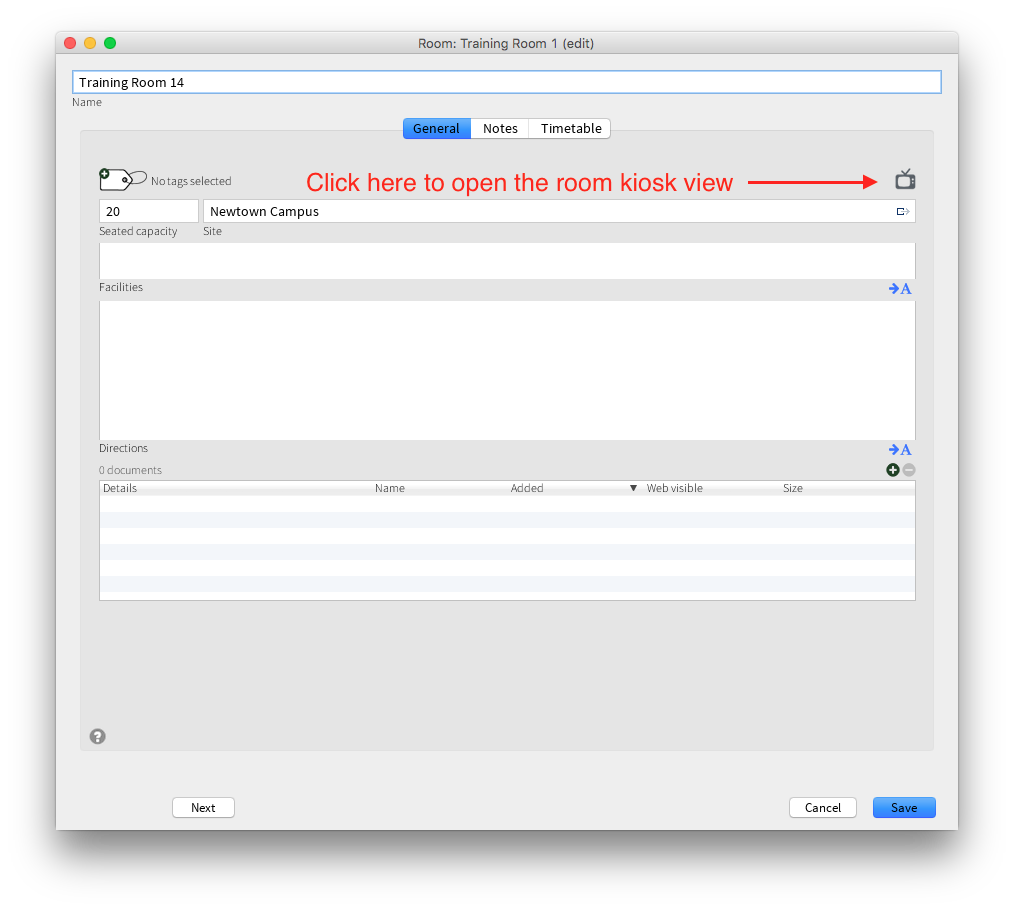 Room: Training Room 1 (edit)
Training Room 14
Name
General Notes Timetable
No tags selected
Click here to open the room kiosk view
20 Newtown Campus
Seated capacity Site
Facilities
A
Directions
A
0 documents
Details Name Added Web visible Size
?
Next Cancel Save